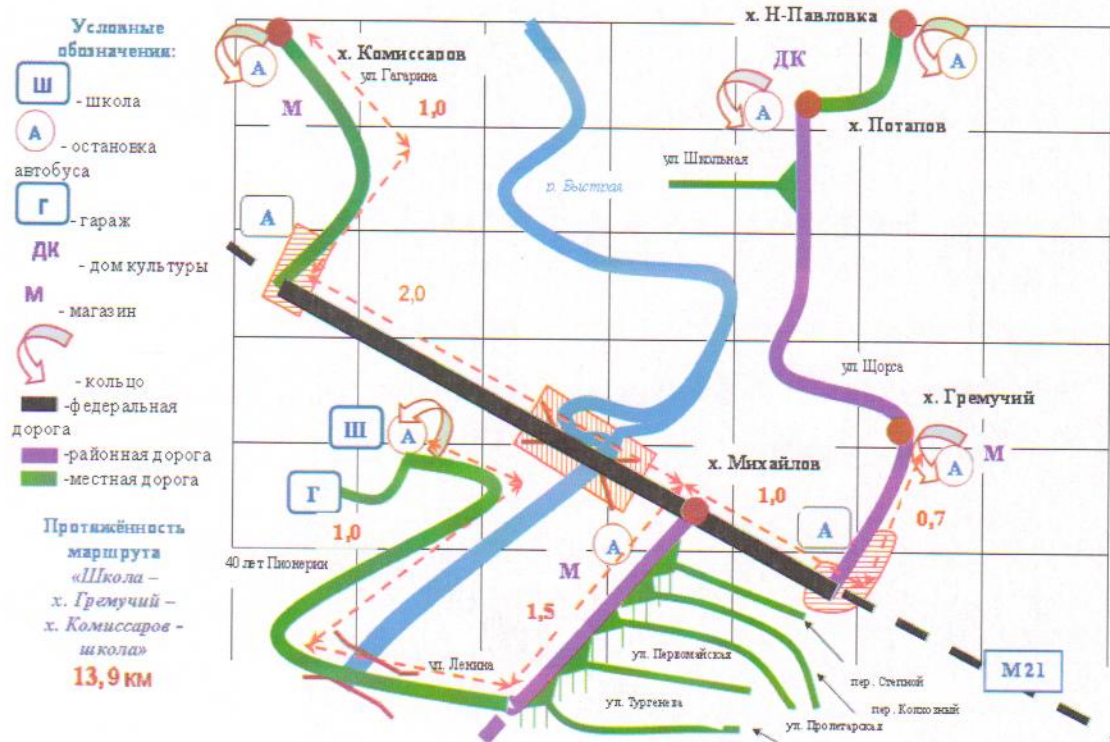 Условные
обозначения:
Ш
- школа
А
- остановка
автобуса
Г
- гараж
ДК
- дом культуры
М
- магазин
- кольцо
-федеральная
дорога
-районная дорога
-местная дорога
Протяжённость
маршрута
«Школа –
х. Гремучий –
х. Комиссаров -
школа»
13,9 км
А
х. Комиссаров
ул. Гагарина
1,0
М
А
2,0
р. Быстрая
х. Н-Павловка
А
ДК
А
х. Потапов
ул. Школьная
ул. Щорса
х. Гремучий
М
А
0,7
Ш
А
Г
1,0
х. Михайлов
1,0
А
А
М
1,5
40 лет Пионерии
ул. Ленина
ул. Первомайская
ул. Тургенева
пер. Степной
пер. Колхозный
ул. Пролетарская
М21